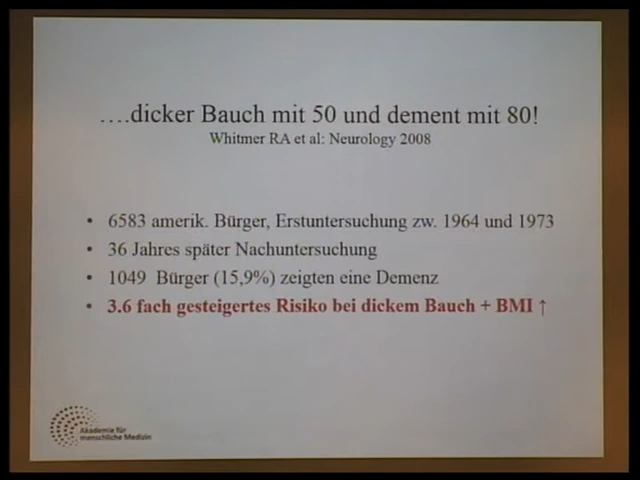 ....dicker Bauch mit 50 und dement mit 80!
Whitmer RA et al: Neurology 2008
• 6583 amerik. Bürger, Erstuntersuchung zw. 1964 und 1973
• 36 Jahres später Nachuntersuchung
• 1049 Bürger (15,9%) zeigten eine Demenz
• 3.6 fach gesteigertes Risiko bei dickem Bauch + BMI ↑
Akademie für
menschliche Medizin